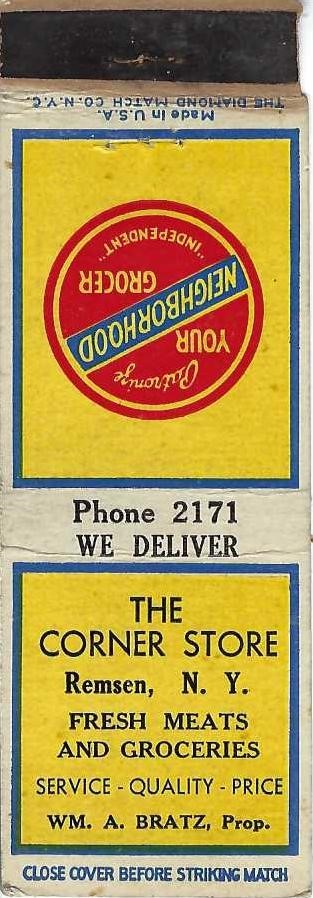 THE DIAMOND MATCH CO. N.Y.C.
Made in U.S.A.
Patronize
YOUR
NEIGHBORHOOD
GROCER
"INDEPENDENT"
Phone 2171
WE DELIVER
THE
CORNER STORE
Remsen, N. Y.
FRESH MEATS
AND GROCERIES
SERVICE - QUALITY - PRICE
WM. A. BRATZ, Prop.
CLOSE COVER BEFORE STRIKING MATCH